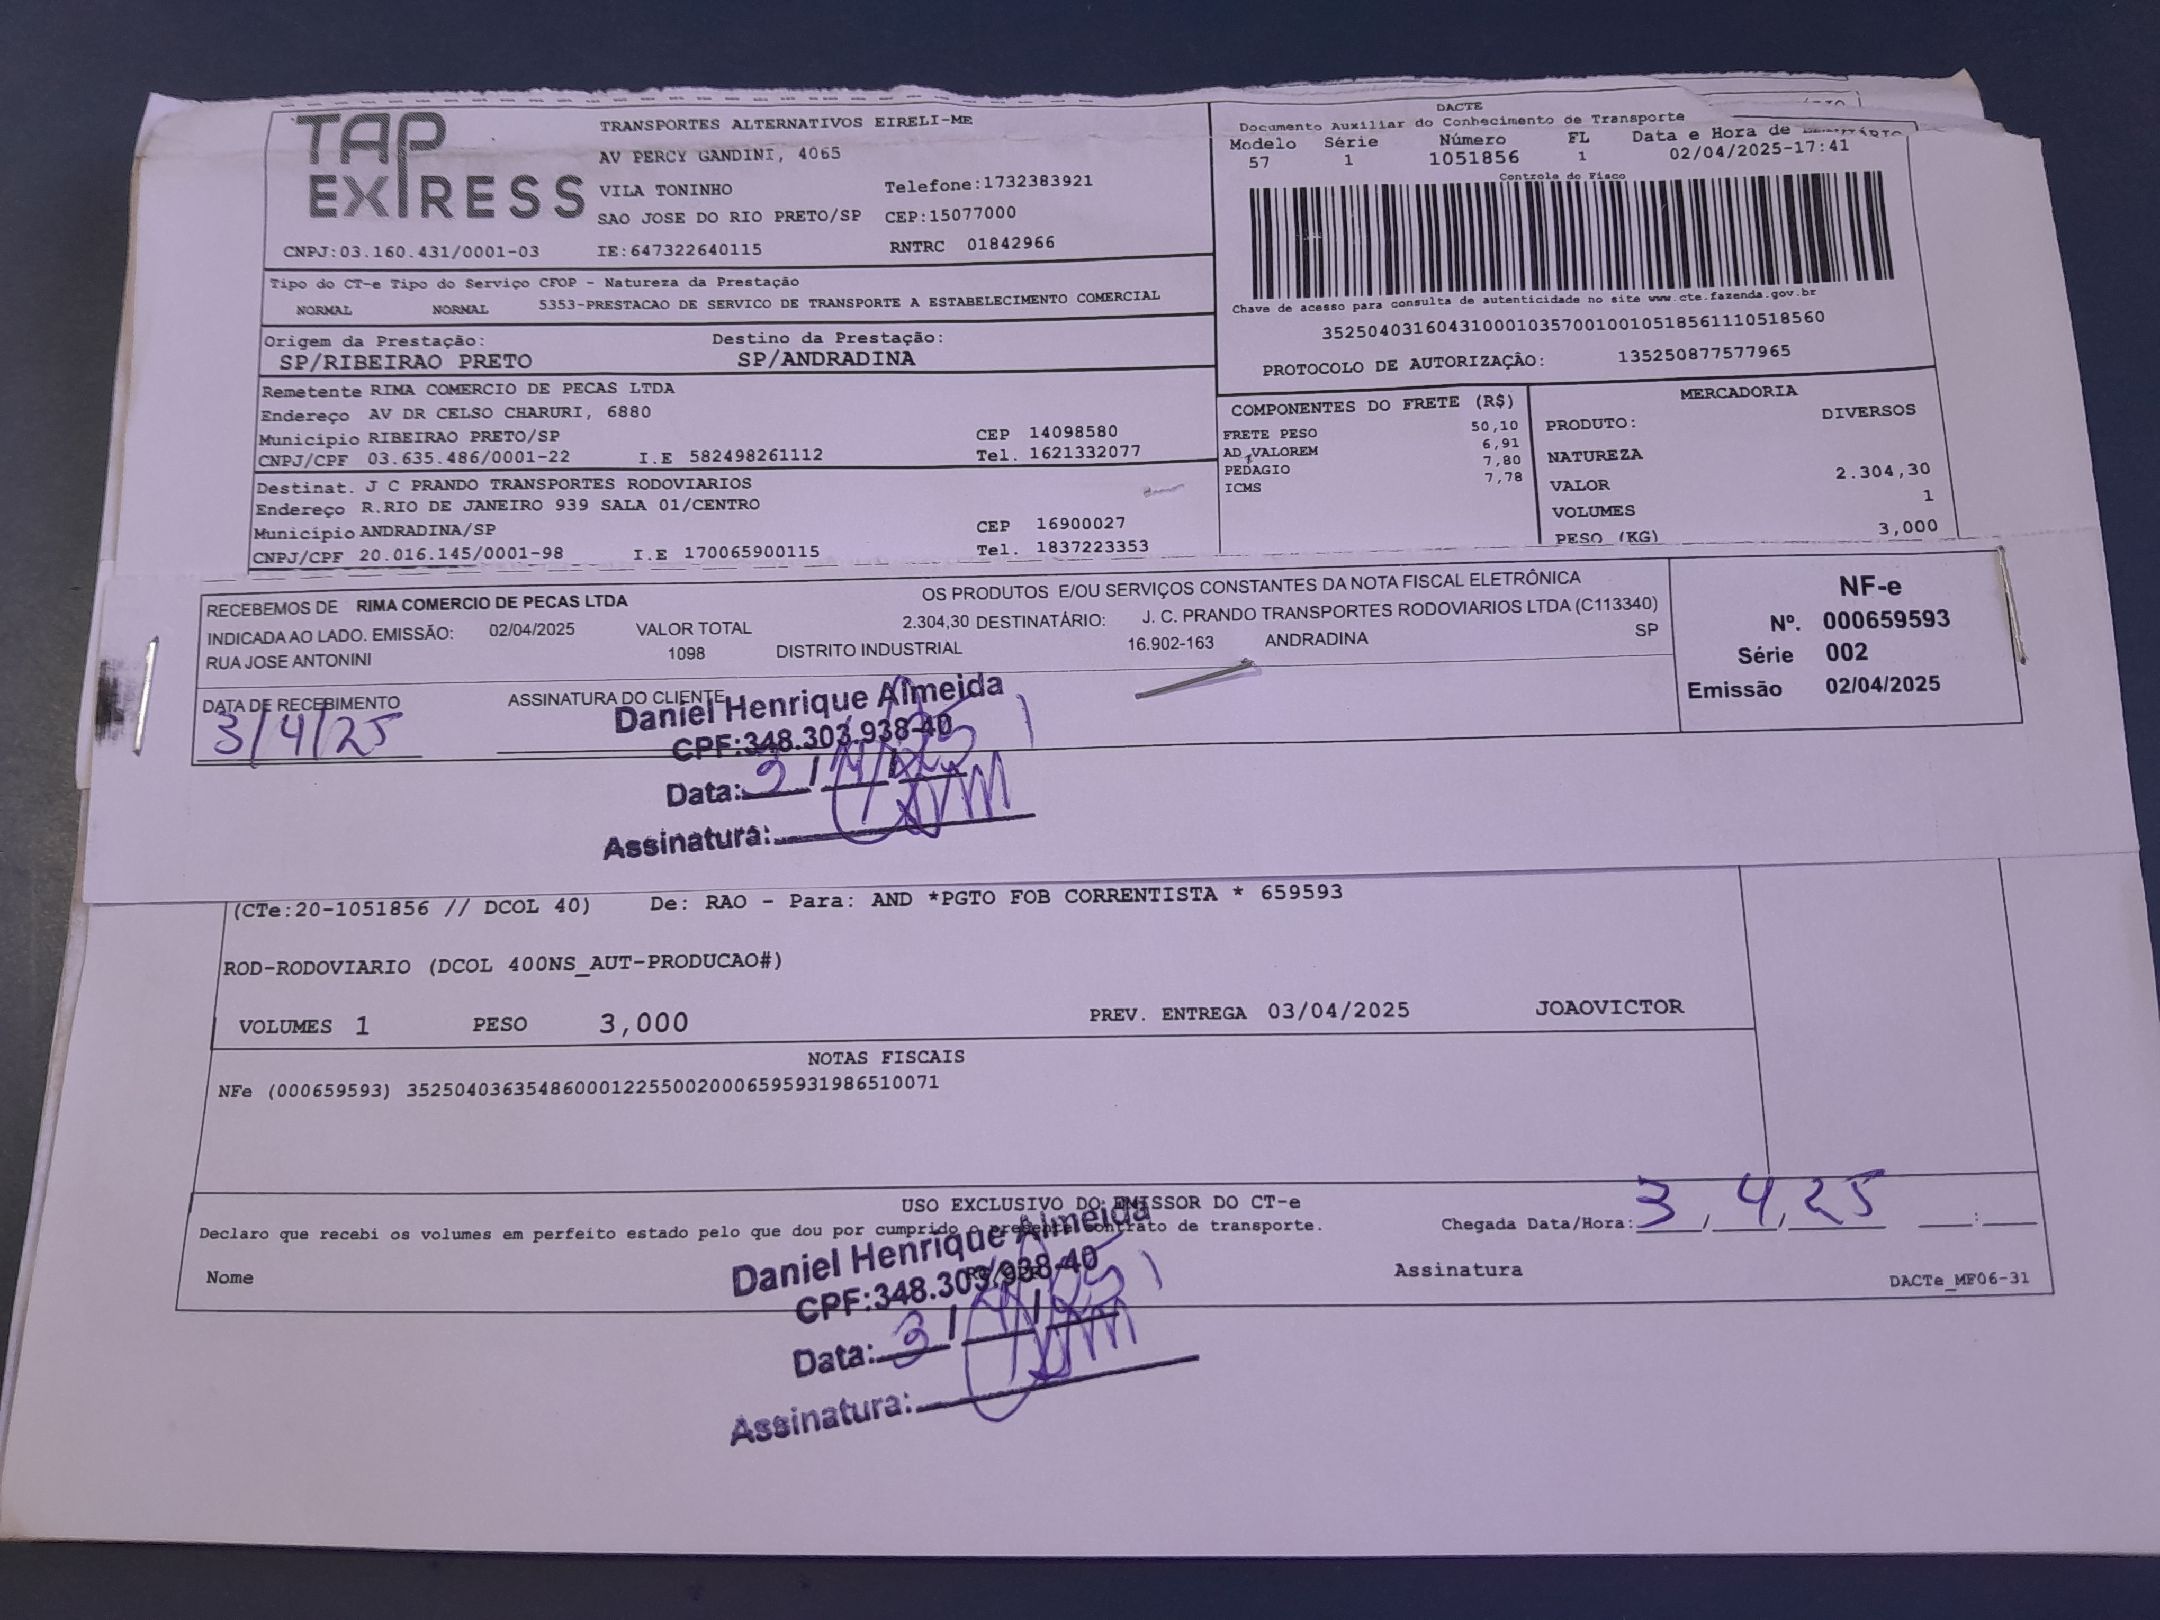 TAP EXPRESS
TRANSPORTES ALTERNATIVOS EIRELI-ME
AV PERCY GANDINI, 4065
VILA TONINHO Telefone:1732383921
SAO JOSE DO RIO PRETO/SP CEP:15077000
CNPJ:03.160.431/0001-03 IE:647322640115 RNTRC 01842966
DACTE
Documento Auxiliar do Conhecimento de Transporte
Modelo Série Número FL Data e Hora de
57 1 1051856 1 02/04/2025-17:41
Controle do Fisco
Chave de acesso para consulta de autenticidade no site www.cte.fazenda.gov.br
35250403160431000103570010010518561110518560
PROTOCOLO DE AUTORIZAÇÃO: 135250877577965
Tipo do CT-e Tipo do Serviço CFOP - Natureza da Prestação
NORMAL NORMAL 5353-PRESTACAO DE SERVICO DE TRANSPORTE A ESTABELECIMENTO COMERCIAL
Origem da Prestação: Destino da Prestação:
SP/RIBEIRAO PRETO SP/ANDRADINA
Remetente RIMA COMERCIO DE PECAS LTDA
Endereço AV DR CELSO CHARURI, 6880
Municipio RIBEIRAO PRETO/SP CEP 14098580
CNPJ/CPF 03.635.486/0001-22 I.E 582498261112 Tel. 1621332077
Destinat. J C PRANDO TRANSPORTES RODOVIARIOS
Endereço R.RIO DE JANEIRO 939 SALA 01/CENTRO
Municipio ANDRADINA/SP CEP 16900027
CNPJ/CPF 20.016.145/0001-98 I.E 170065900115 Tel. 1837223353
COMPONENTES DO FRETE (R$)
FRETE PESO 50,10
AD VALOREM 6,91
PEDAGIO 7,80
ICMS 7,78
MERCADORIA
PRODUTO: DIVERSOS
NATUREZA
VALOR 2.304,30
VOLUMES 1
PESO (KG) 3,000
RECEBEMOS DE RIMA COMERCIO DE PECAS LTDA OS PRODUTOS E/OU SERVIÇOS CONSTANTES DA NOTA FISCAL ELETRÔNICA
INDICADA AO LADO. EMISSÃO: 02/04/2025 VALOR TOTAL 2.304,30 DESTINATÁRIO: J. C. PRANDO TRANSPORTES RODOVIARIOS LTDA (C113340)
RUA JOSE ANTONINI 1098 DISTRITO INDUSTRIAL 16.902-163 ANDRADINA SP
NF-e
Nº. 000659593
Série 002
Emissão 02/04/2025
DATA DE RECEBIMENTO ASSINATURA DO CLIENTE
3/4/25
Daniel Henrique Almeida
CPF:348.303.938-40
Data: 3/4/25
Assinatura:
(CTe:20-1051856 // DCOL 40) De: RAO - Para: AND *PGTO FOB CORRENTISTA * 659593
ROD-RODOVIARIO (DCOL 400NS_AUT-PRODUCAO#)
VOLUMES 1 PESO 3,000 PREV. ENTREGA 03/04/2025 JOAOVICTOR
NOTAS FISCAIS
NFe (000659593) 35250403635486000122550020006595931986510071
USO EXCLUSIVO DO EMISSOR DO CT-e
Declaro que recebi os volumes em perfeito estado pelo que dou por cumprido o presente contrato de transporte. Chegada Data/Hora: 3/4/25 :
Nome Assinatura
DACTe_MF06-31
Daniel Henrique Almeida
CPF:348.303.938-40
Data: 3/4/25
Assinatura: